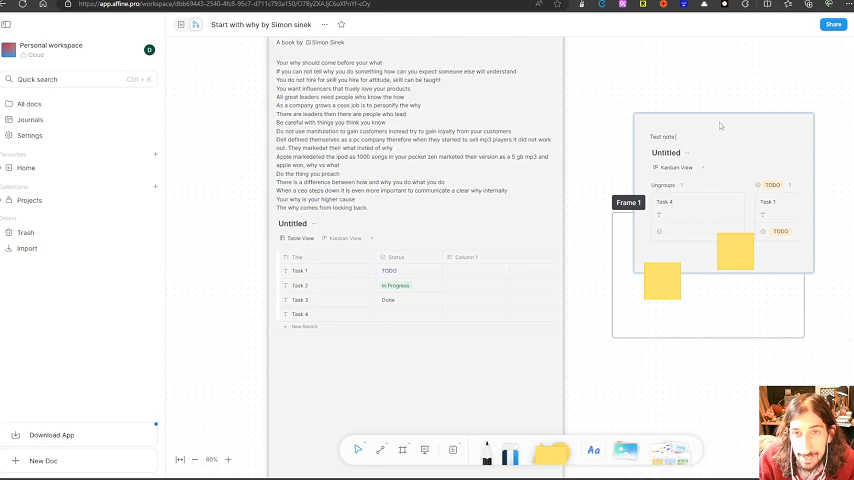 https://app.affine.pro/workspace/dbb69443-2540-4fc8-95c7-d711c793a150/O7ByZXAJjC6uXPnYf-cOy
Start with why by Simon sinek
Share
Personal workspace
Cloud
D
Quick search
Ctrl + K
All docs
Journals
Settings
Favourites
Home
Collections
Projects
Others
Trash
Import
Download App
New Doc
A book by Simon Sinek
Your why should come before your what
If you can not tell why you do something how can you expect someone else will understand
You do not hire for skill you hire for attitude, skill can be taught
You want influencers that truely love your products
All great leaders need people who know the how
As a company grows a ceos job is to personify the why
There are leaders then there are people who lead
Be careful with things you think you know
Do not use manitulation to gain customers instead try to gain loyalty from your customers
Dell defined themselves as a pc company therefore when they started to sell mp3 players it did not work
out. They markedet their what insted of why
Apple markedeted the ipod as 1000 songs in your pocket zen marketed their version as a 5 gb mp3 and
apple won, why vs what
Do the thing you preach
There is a difference between how and why you do what you do
When a ceo steps down it is even more important to communicate a clear why internally
Your why is your higher cause
The why comes from looking back.
Untitled
Table View
Kanban View
Title
Status
Column 1
Task 1
TODO
Task 2
In Progress
Task 3
Done
Task 4
New Record
Test note
Untitled
Kanban View
Ungroups 1
TODO 1
Frame 1
Task 4
Task 1
TODO
80%
Aa